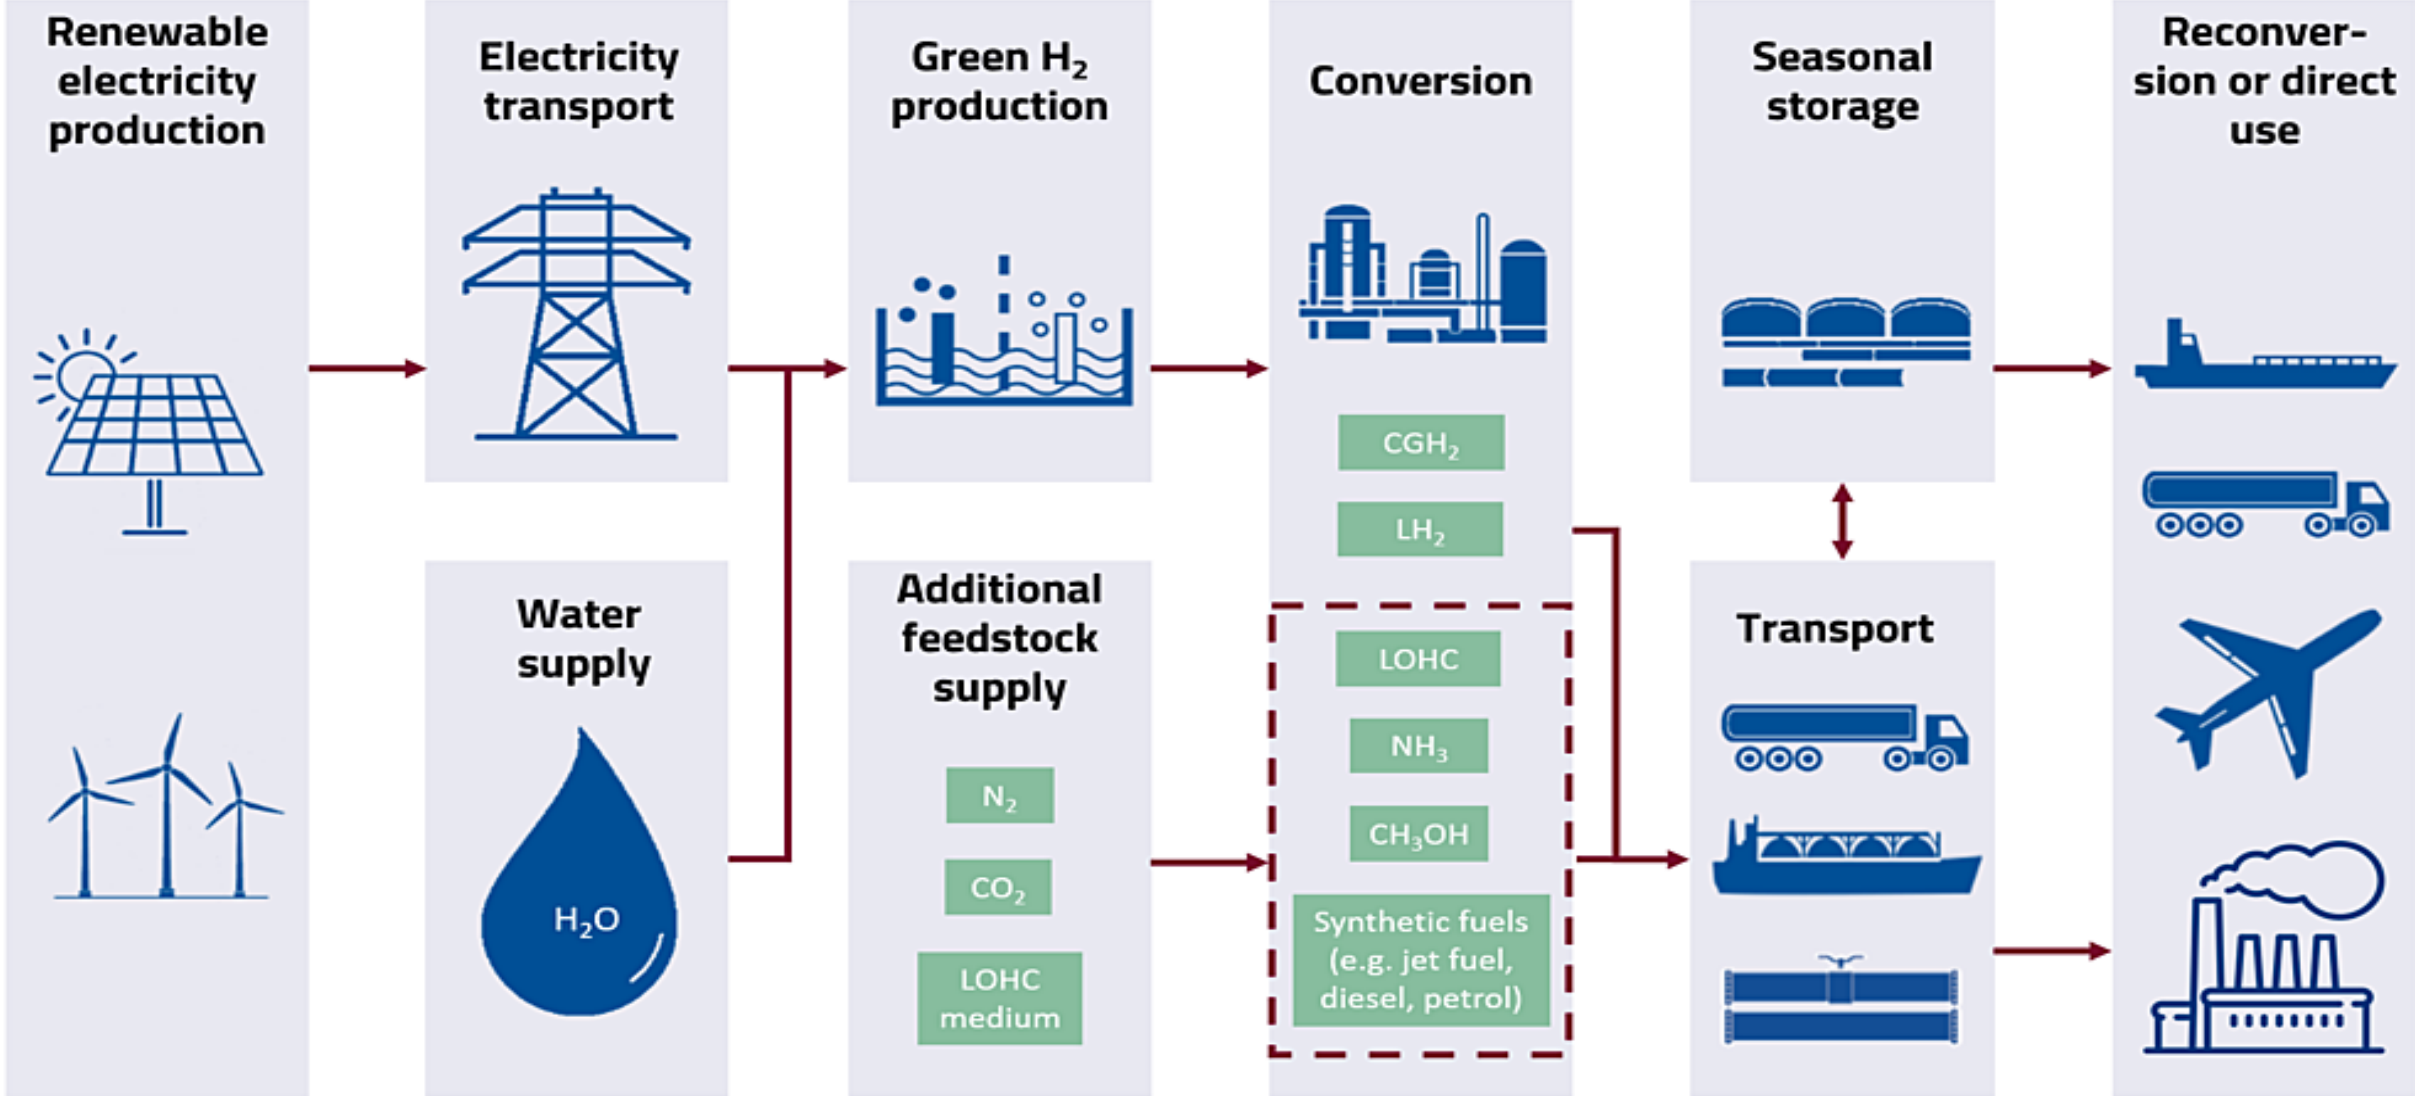 Renewable
electricity
production
Electricity
transport
Water
supply
H₂O
Green H₂
production
Additional
feedstock
supply
N₂
CO₂
LOHC
medium
Conversion
CGH₂
LH₂
LOHC
NH₃
CH₃OH
Synthetic fuels
(e.g. jet fuel,
diesel, petrol)
Seasonal
storage
Transport
Reconver-
sion or direct
use